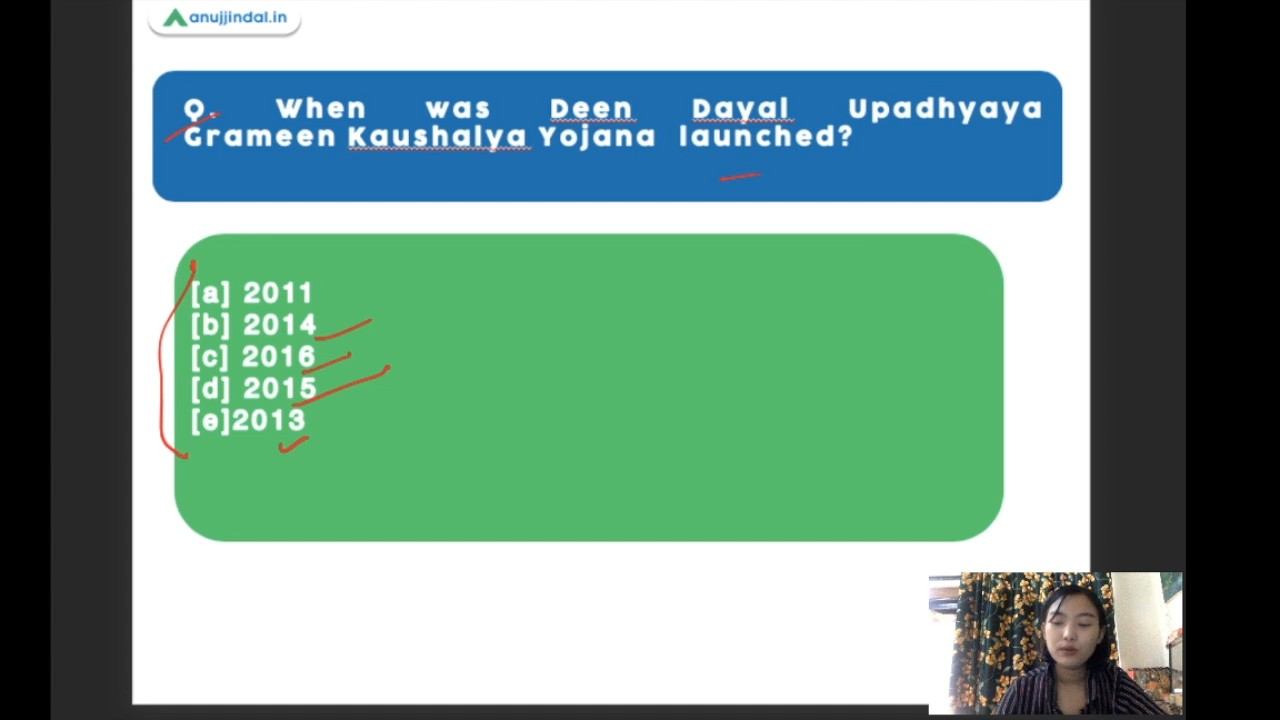 anujjindal.in
Q. When was Deen Dayal Upadhyaya
Grameen Kaushalya Yojana launched?
[a] 2011
[b] 2014
[c] 2016
[d] 2015
[e]2013